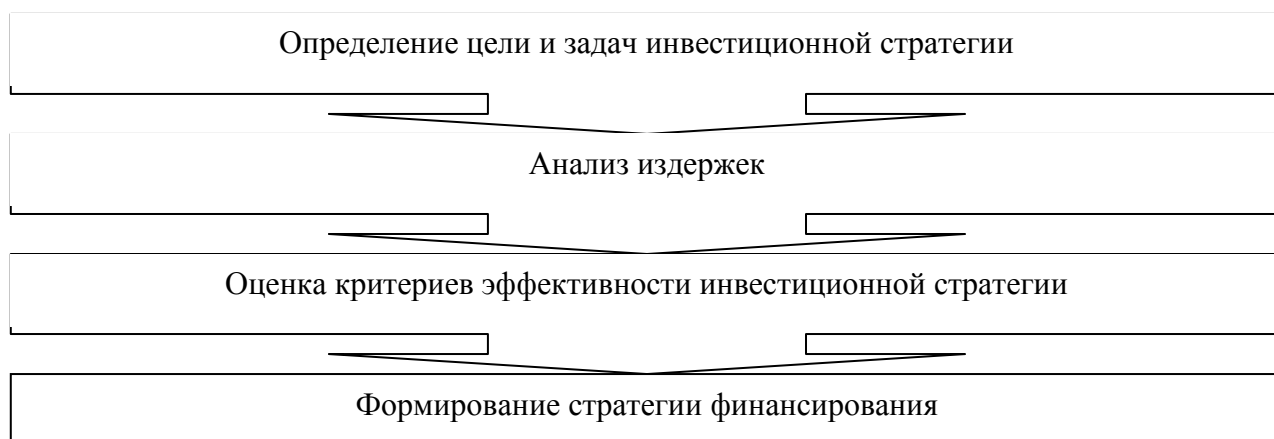 Определение цели и задач инвестиционной стратегии
Анализ издержек
Оценка критериев эффективности инвестиционной стратегии
Формирование стратегии финансирования